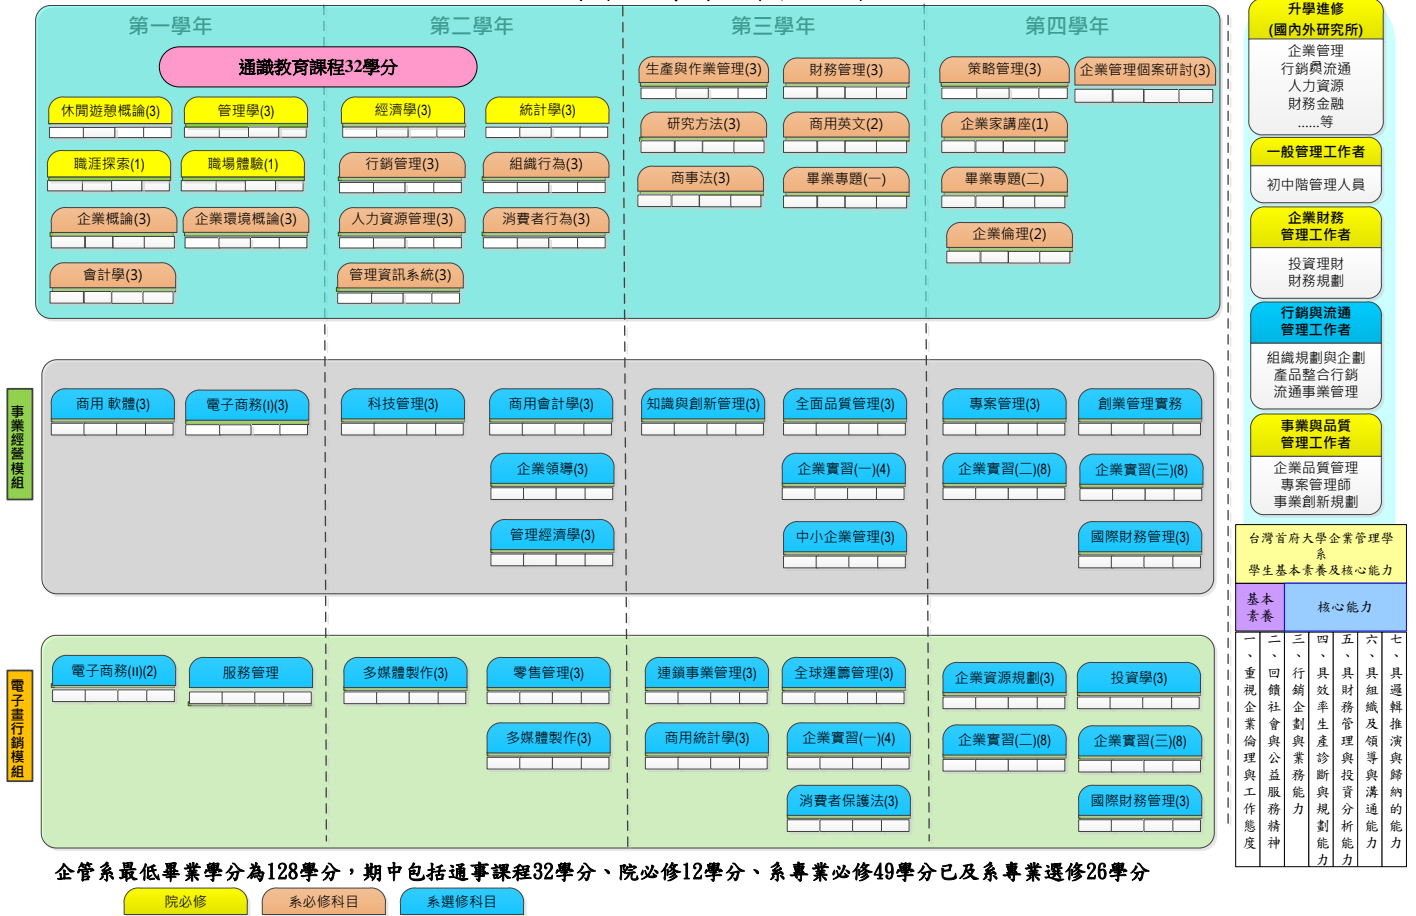 第一學年
第二學年
第三學年
第四學年
通識教育課程32學分
休閒遊憩概論(3)
管理學(3)
經濟學(3)
統計學(3)
生產與作業管理(3)
財務管理(3)
策略管理(3)
企業管理個案研討(3)
職涯探索(1)
職場體驗(1)
行銷管理(3)
組織行為(3)
研究方法(3)
商用英文(2)
企業家講座(1)
企業概論(3)
企業環境概論(3)
人力資源管理(3)
消費者行為(3)
商事法(3)
畢業專題(一)
畢業專題(二)
會計學(3)
管理資訊系統(3)
企業倫理(2)
事業經營模組
商用 軟體(3)
電子商務(I)(3)
科技管理(3)
商用會計學(3)
知識與創新管理(3)
全面品質管理(3)
專案管理(3)
創業管理實務
企業領導(3)
企業實習(一)(4)
企業實習(二)(8)
企業實習(三)(8)
管理經濟學(3)
中小企業管理(3)
國際財務管理(3)
電子畫行銷模組
電子商務(II)(2)
服務管理
多媒體製作(3)
零售管理(3)
連鎖事業管理(3)
全球運籌管理(3)
企業資源規劃(3)
投資學(3)
多媒體製作(3)
商用統計學(3)
企業實習(一)(4)
企業實習(二)(8)
企業實習(三)(8)
消費者保護法(3)
國際財務管理(3)
企管系最低畢業學分為128學分，期中包括通事課程32學分、院必修12學分、系專業必修49學分已及系專業選修26學分
院必修
系必修科目
系選修科目
升學進修
(國內外研究所)
企業管理
行銷與流通
人力資源
財務金融
......等
一般管理工作者
初中階管理人員
企業財務
管理工作者
投資理財
財務規劃
行銷與流通
管理工作者
組織規劃與企劃
產品整合行銷
流通事業管理
事業與品質
管理工作者
企業品質管理
專案管理師
事業創新規劃
台灣首府大學企業管理學
系
學生基本素養及核心能力
基本
素養
核心能力
一、重視企業倫理與工作態度
二、回饋社會與公益服務精神
三、行銷企劃與業務能力
四、具效率生產診斷與規劃能力
五、具財務管理與投資分析能力
六、具組織及領導與溝通能力
七、具邏輯推演與歸納的能力